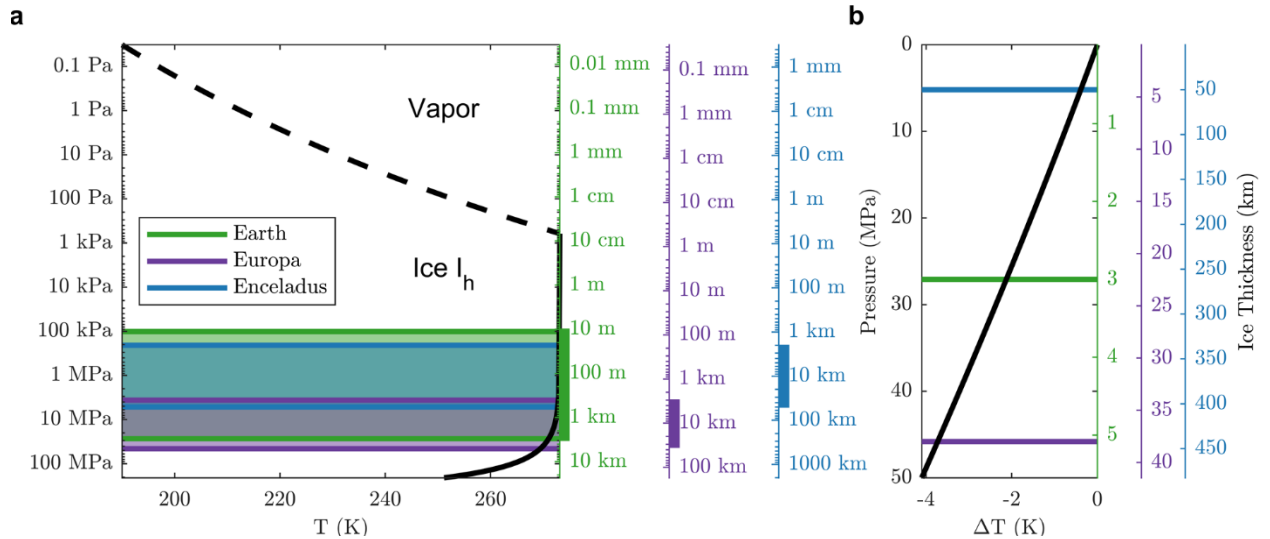 a
0.1 Pa
1 Pa
10 Pa
100 Pa
1 kPa
10 kPa
100 kPa
1 MPa
10 MPa
100 MPa
Vapor
Ice I_h
Earth
Europa
Enceladus
200
220
240
260
T (K)
0.01 mm
0.1 mm
1 mm
1 cm
10 cm
1 m
10 m
100 m
1 km
10 km
0.1 mm
1 mm
1 cm
10 cm
1 m
10 m
100 m
1 km
10 km
100 km
1 mm
1 cm
10 cm
1 m
10 m
100 m
1 km
10 km
100 km
1000 km
b
Pressure (MPa)
0
10
20
30
40
50
-4
-2
0
ΔT (K)
1
2
3
4
5
5
10
15
20
25
30
35
40
50
100
150
200
250
290
330
380
400
450
Ice Thickness (km)